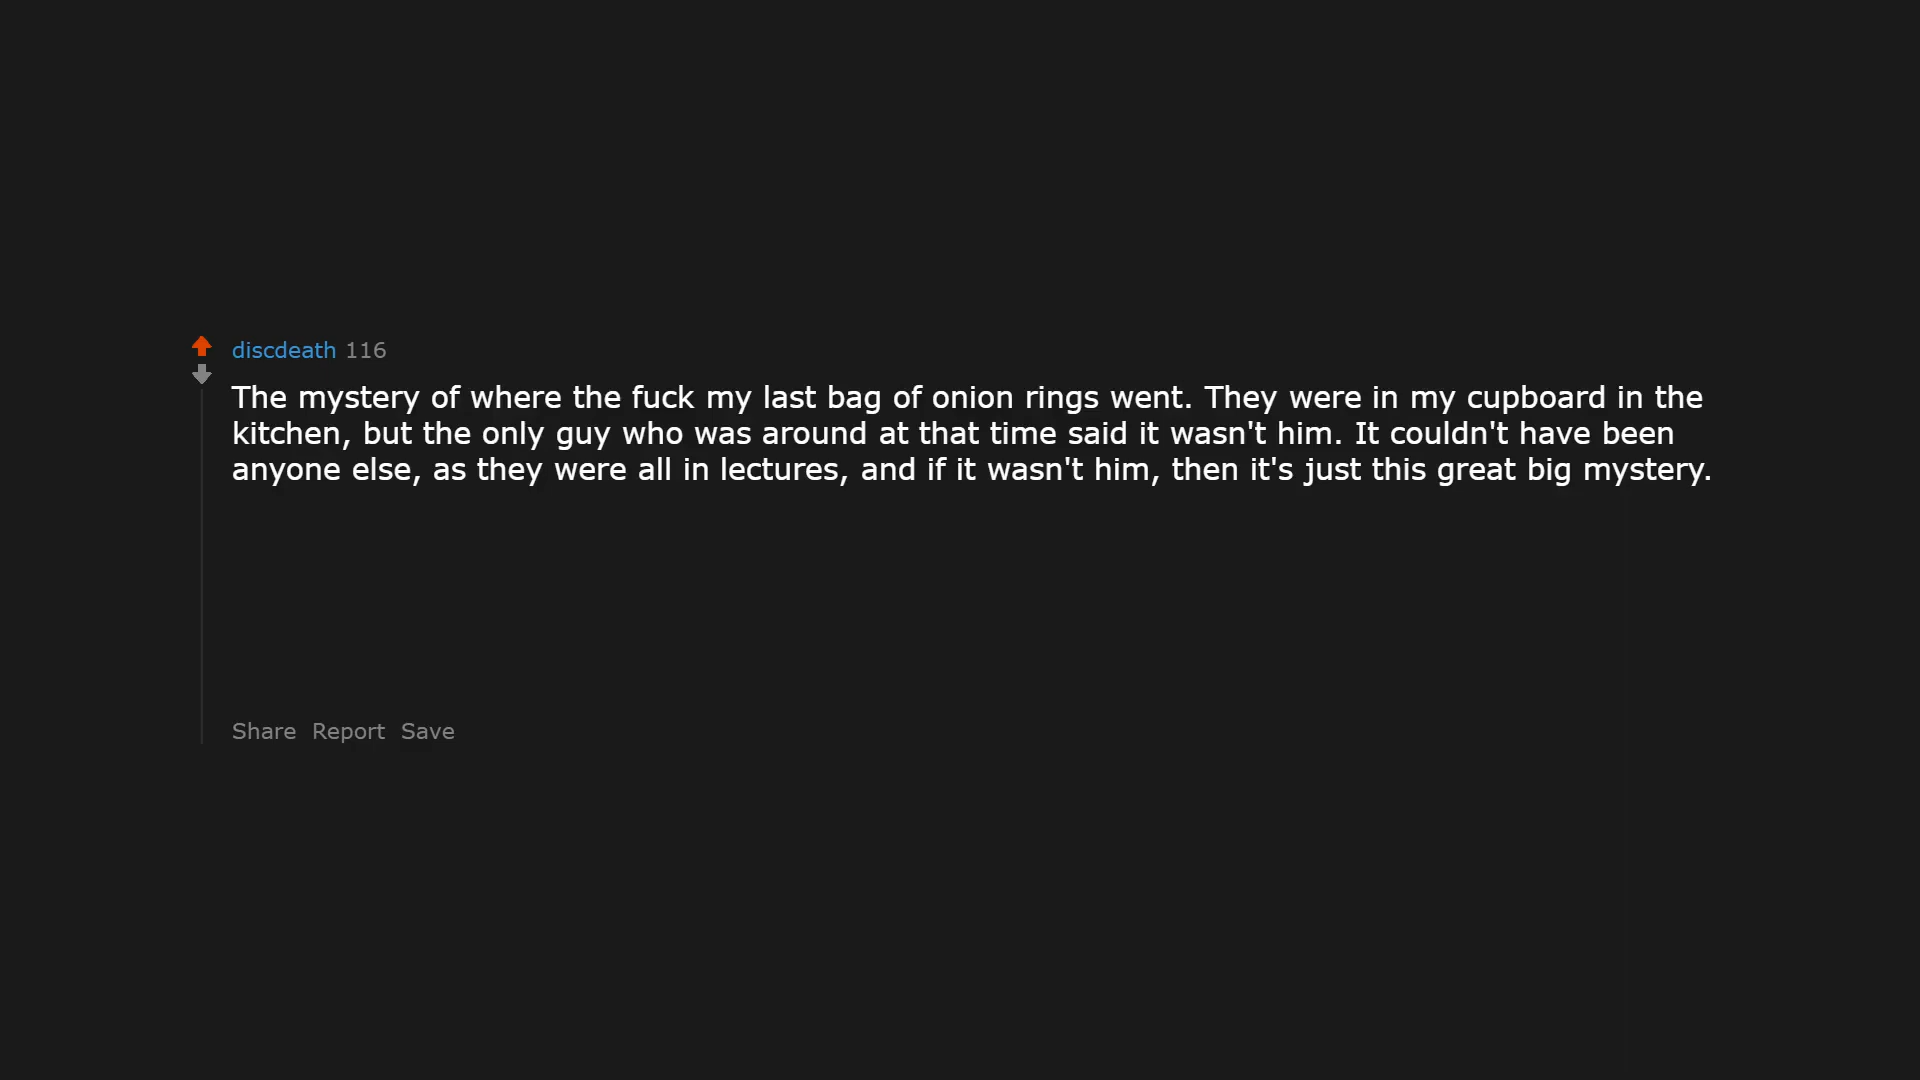 discdeath 116
The mystery of where the fuck my last bag of onion rings went. They were in my cupboard in the
kitchen, but the only guy who was around at that time said it wasn't him. It couldn't have been
anyone else, as they were all in lectures, and if it wasn't him, then it's just this great big mystery.
Share Report Save